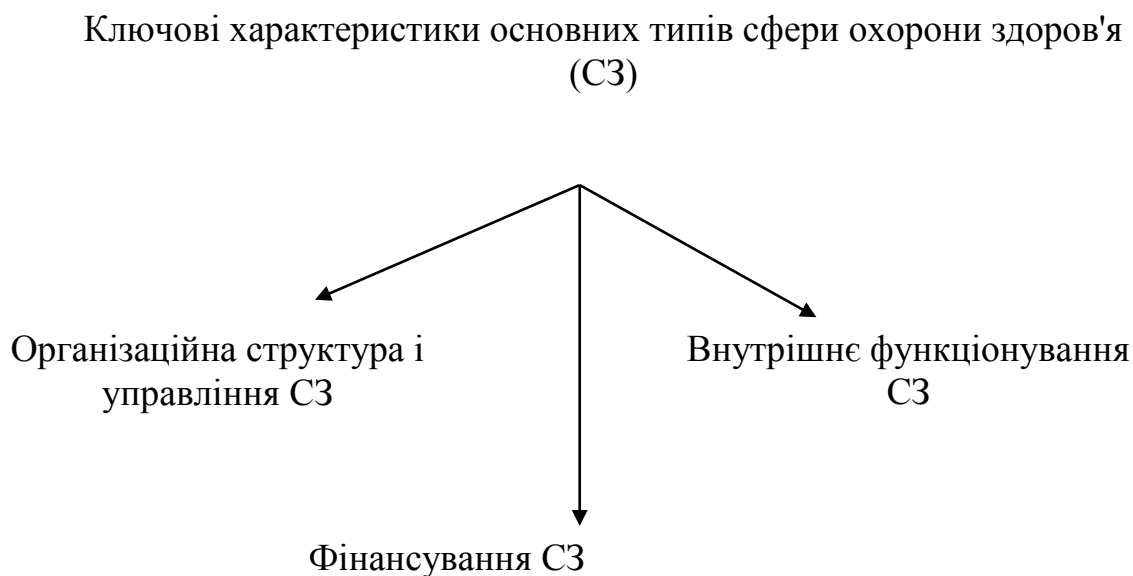 Ключові характеристики основних типів сфери охорони здоров'я
(СЗ)
Організаційна структура і
управління СЗ
Внутрішнє функціонування
СЗ
Фінансування СЗ